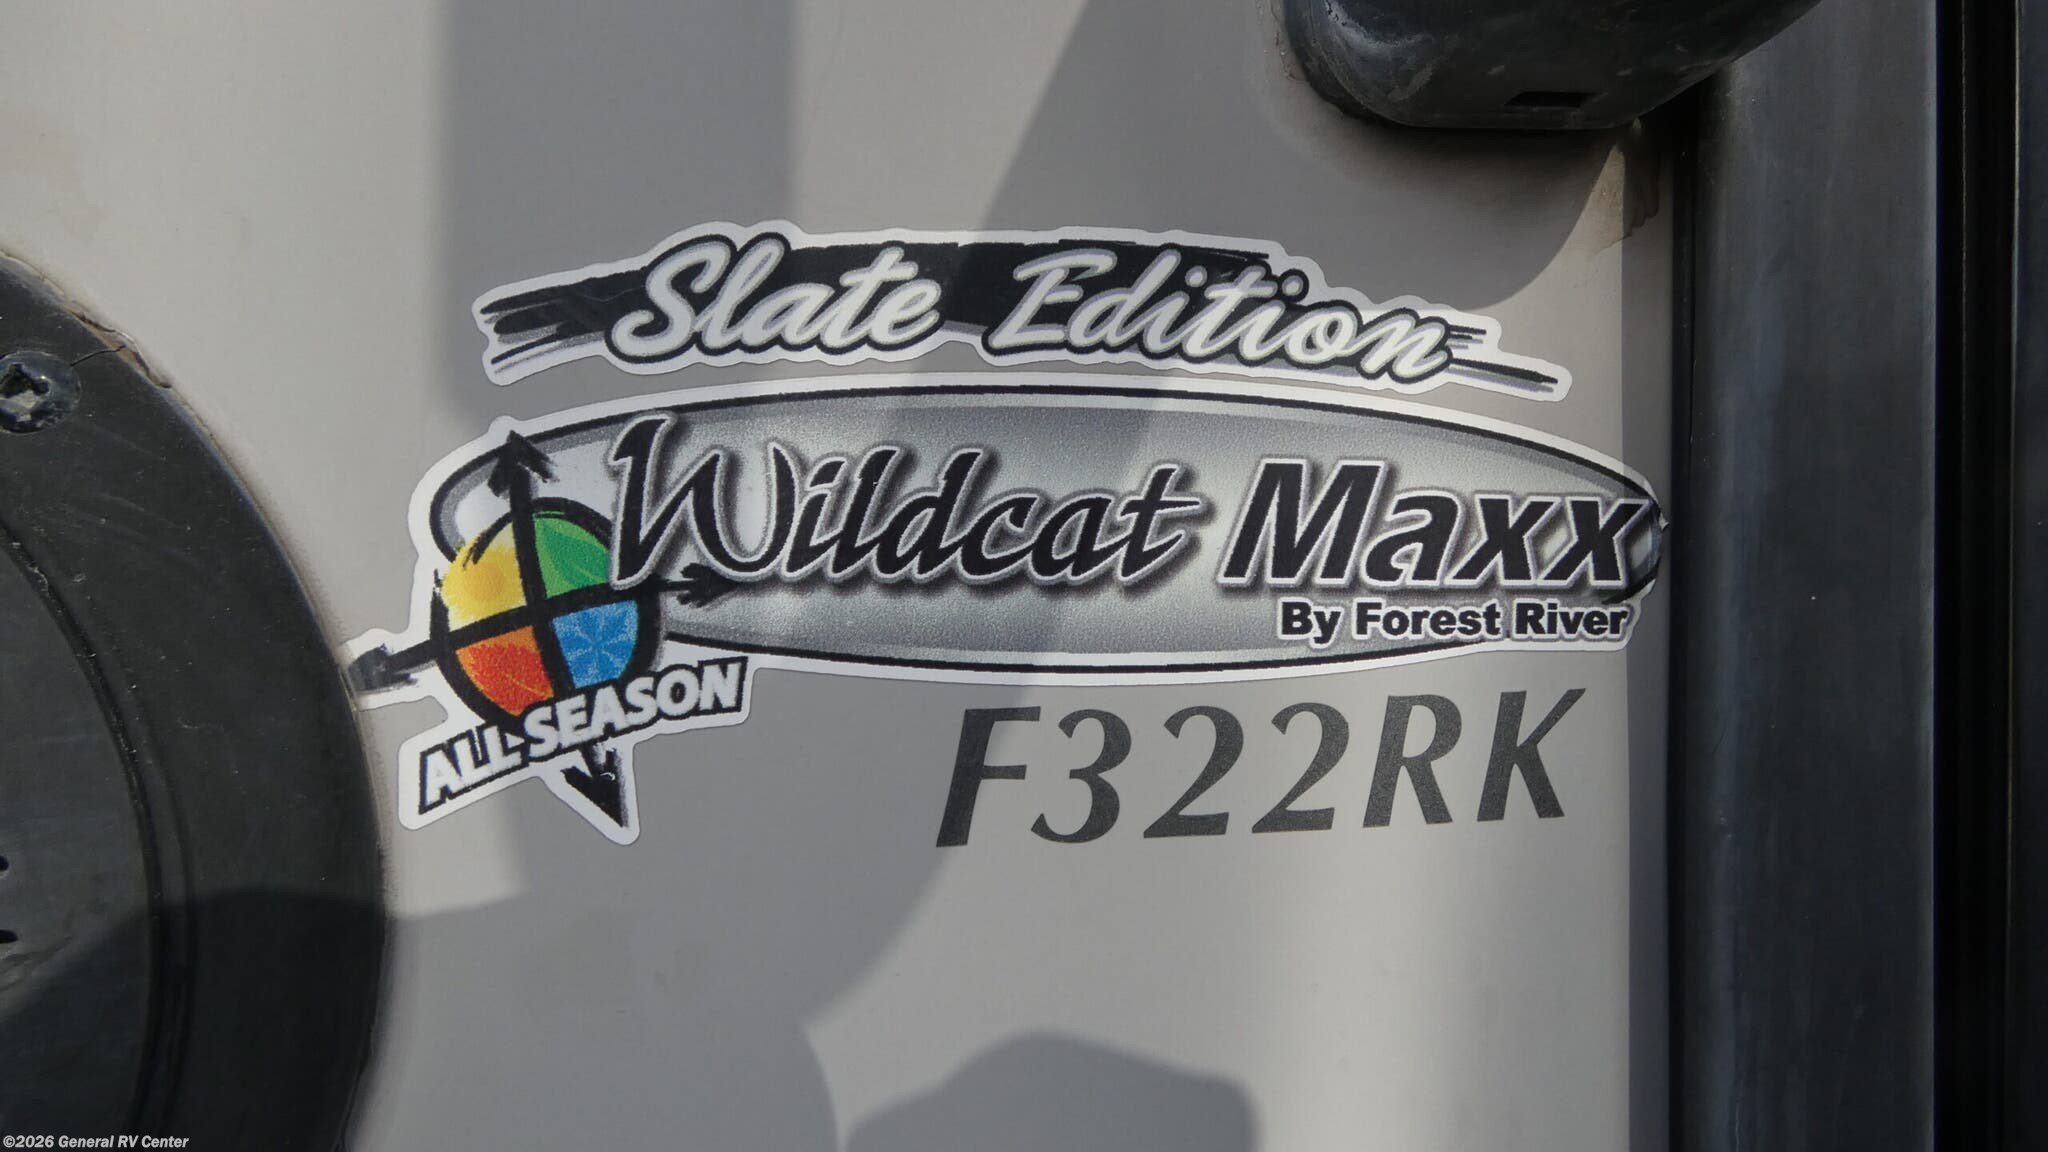 Slate Edition
Wildcat Maxx
By Forest River
ALL SEASON
F322RK
©2026 General RV Center